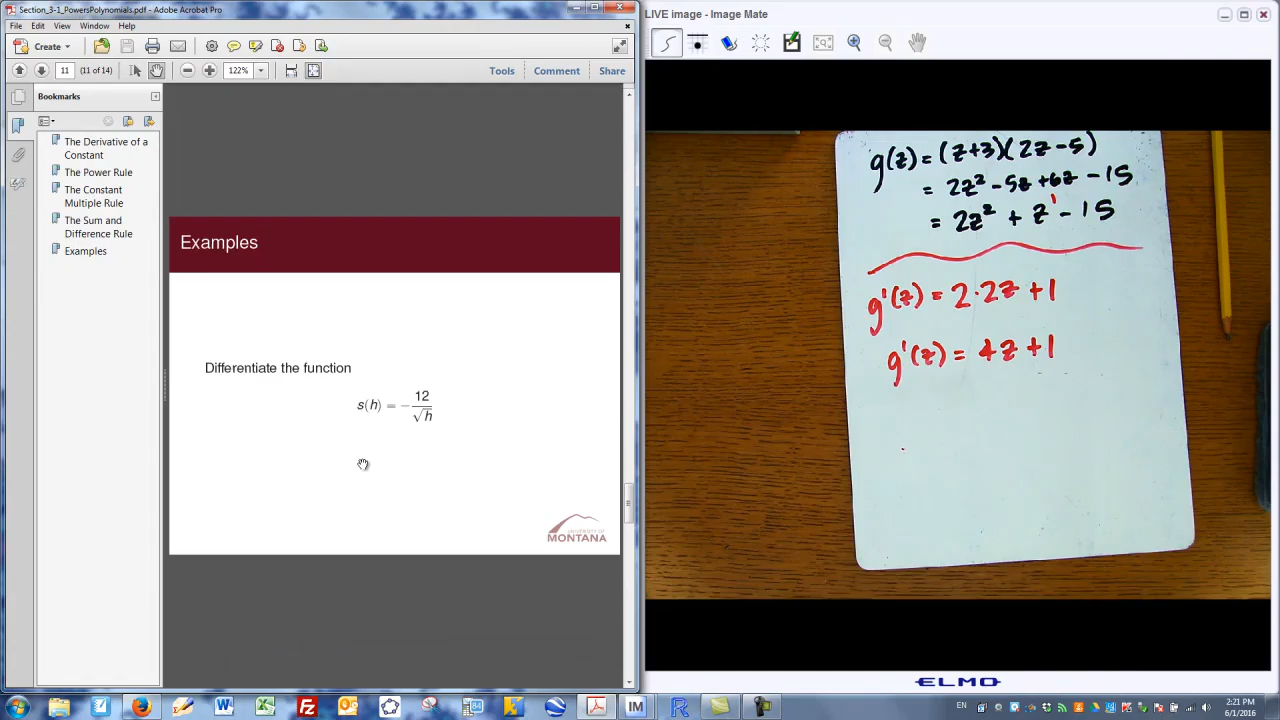 Section_3-1_PowersPolynomials.pdf - Adobe Acrobat Pro
File Edit View Window Help
Create
11 (11 of 14) 122% Tools Comment Share
Bookmarks
The Derivative of a
Constant
The Power Rule
The Constant
Multiple Rule
The Sum and
Difference Rule
Examples
Examples
Differentiate the function
s(h) = −12/√h
UNIVERSITY OF
MONTANA
LIVE image - Image Mate
g(z) = (z+3)(2z-5)
= 2z² - 5z + 6z - 15
= 2z² + z¹ - 15
g'(z) = 2·2z + 1
g'(z) = 4z + 1
ELMO
EN 2:21 PM
6/1/2016